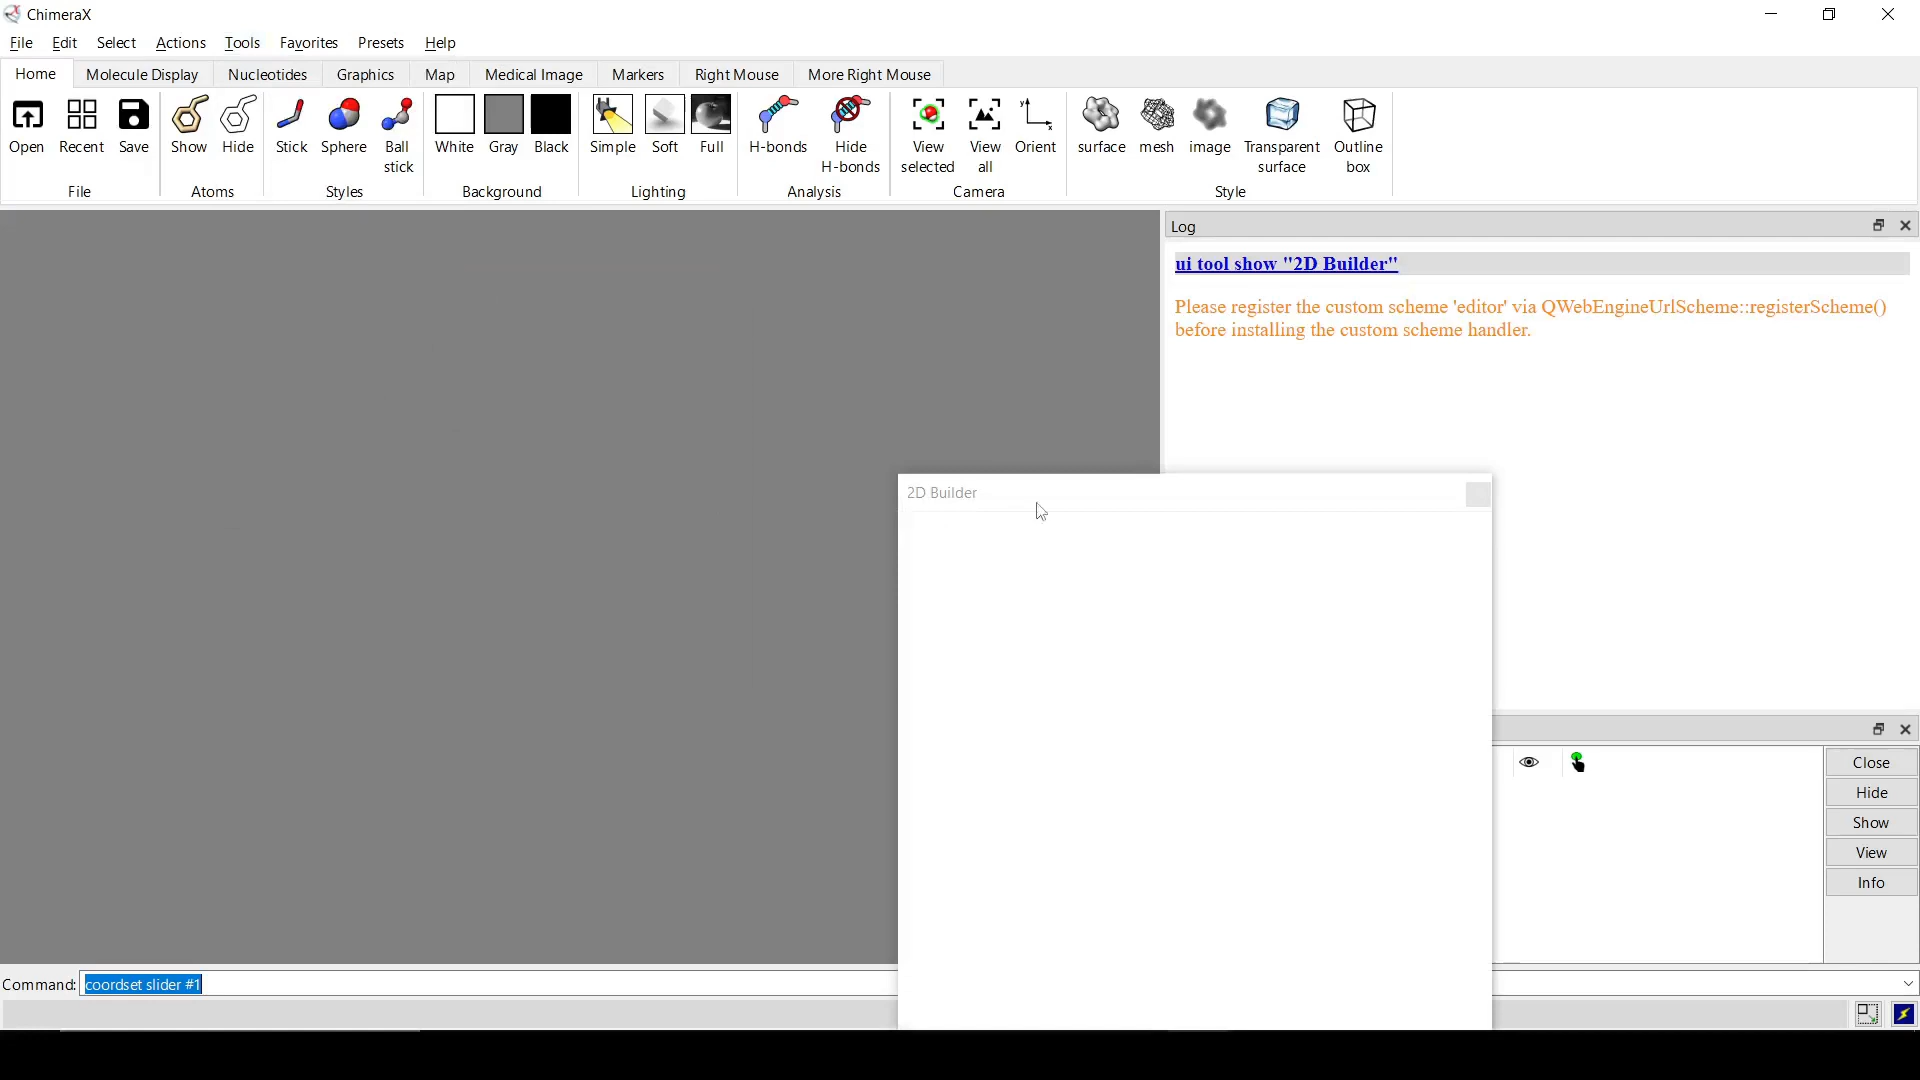 ChimeraX
File Edit Select Actions Tools Favorites Presets Help
Home Molecule Display Nucleotides Graphics Map Medical Image Markers Right Mouse More Right Mouse
Open Recent Save Show Hide Stick Sphere Ball stick White Gray Black Simple Soft Full H-bonds Hide H-bonds View selected View all Orient surface mesh image Transparent surface Outline box
File Atoms Styles Background Lighting Analysis Camera Style
Log
ui tool show "2D Builder"
Please register the custom scheme 'editor' via QWebEngineUrlScheme::registerScheme()
before installing the custom scheme handler.
2D Builder
Close
Hide
Show
View
Info
Command: coordset slider #1